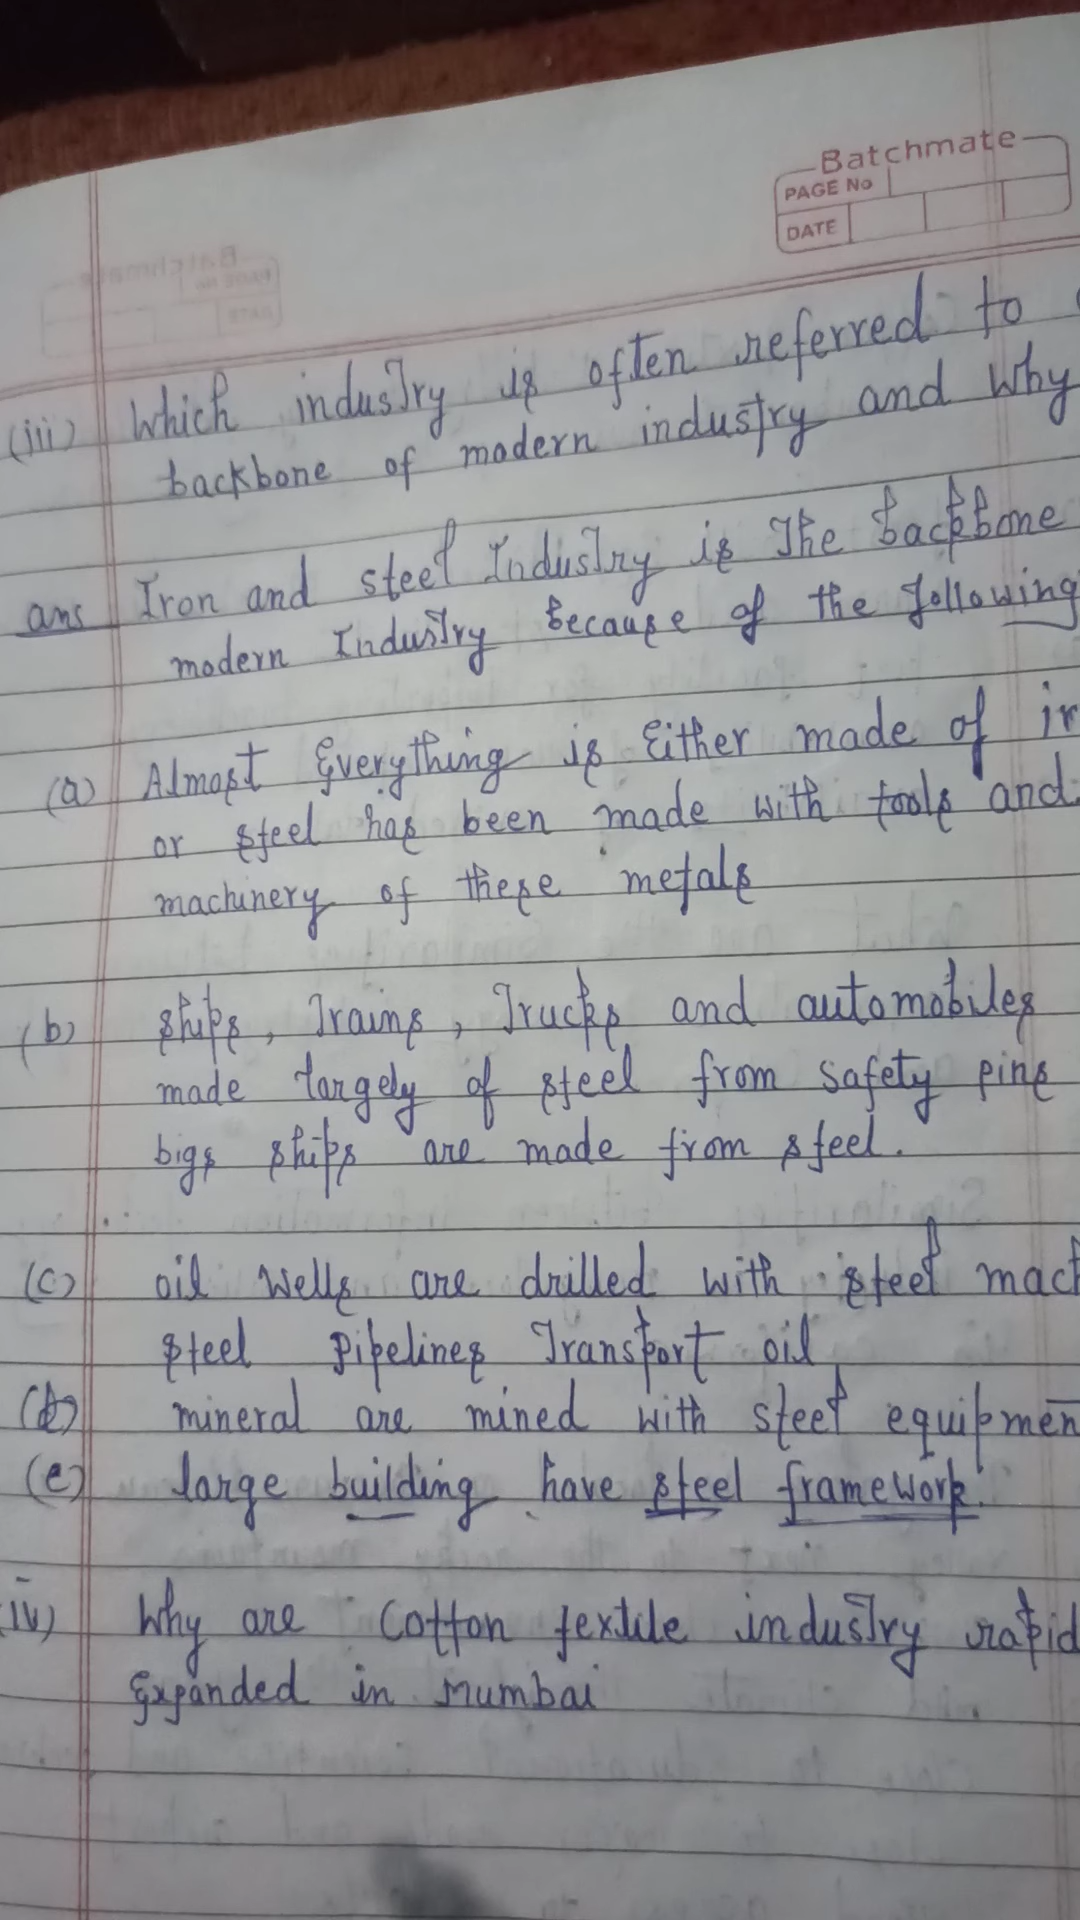 Batchmate
PAGE No
DATE
(iii) Which industry is often referred to
backbone of modern industry and Why
ans Iron and steel Industry is The backbone
modern Industry because of the following
(a) Almost Everything is Either made of ir
or steel has been made with tools and
machinery of these metals
(b) ships, Trains, Trucks and automobiles
made largely of steel from safety pins
bigs ships are made from steel.
(c) oil wells are drilled with steel mach
steel pipelines Transport oil
(d) mineral are mined with steel equipmen
(e) large building have steel framework.
iv) Why are Cotton textile industry rapid
Expanded in Mumbai